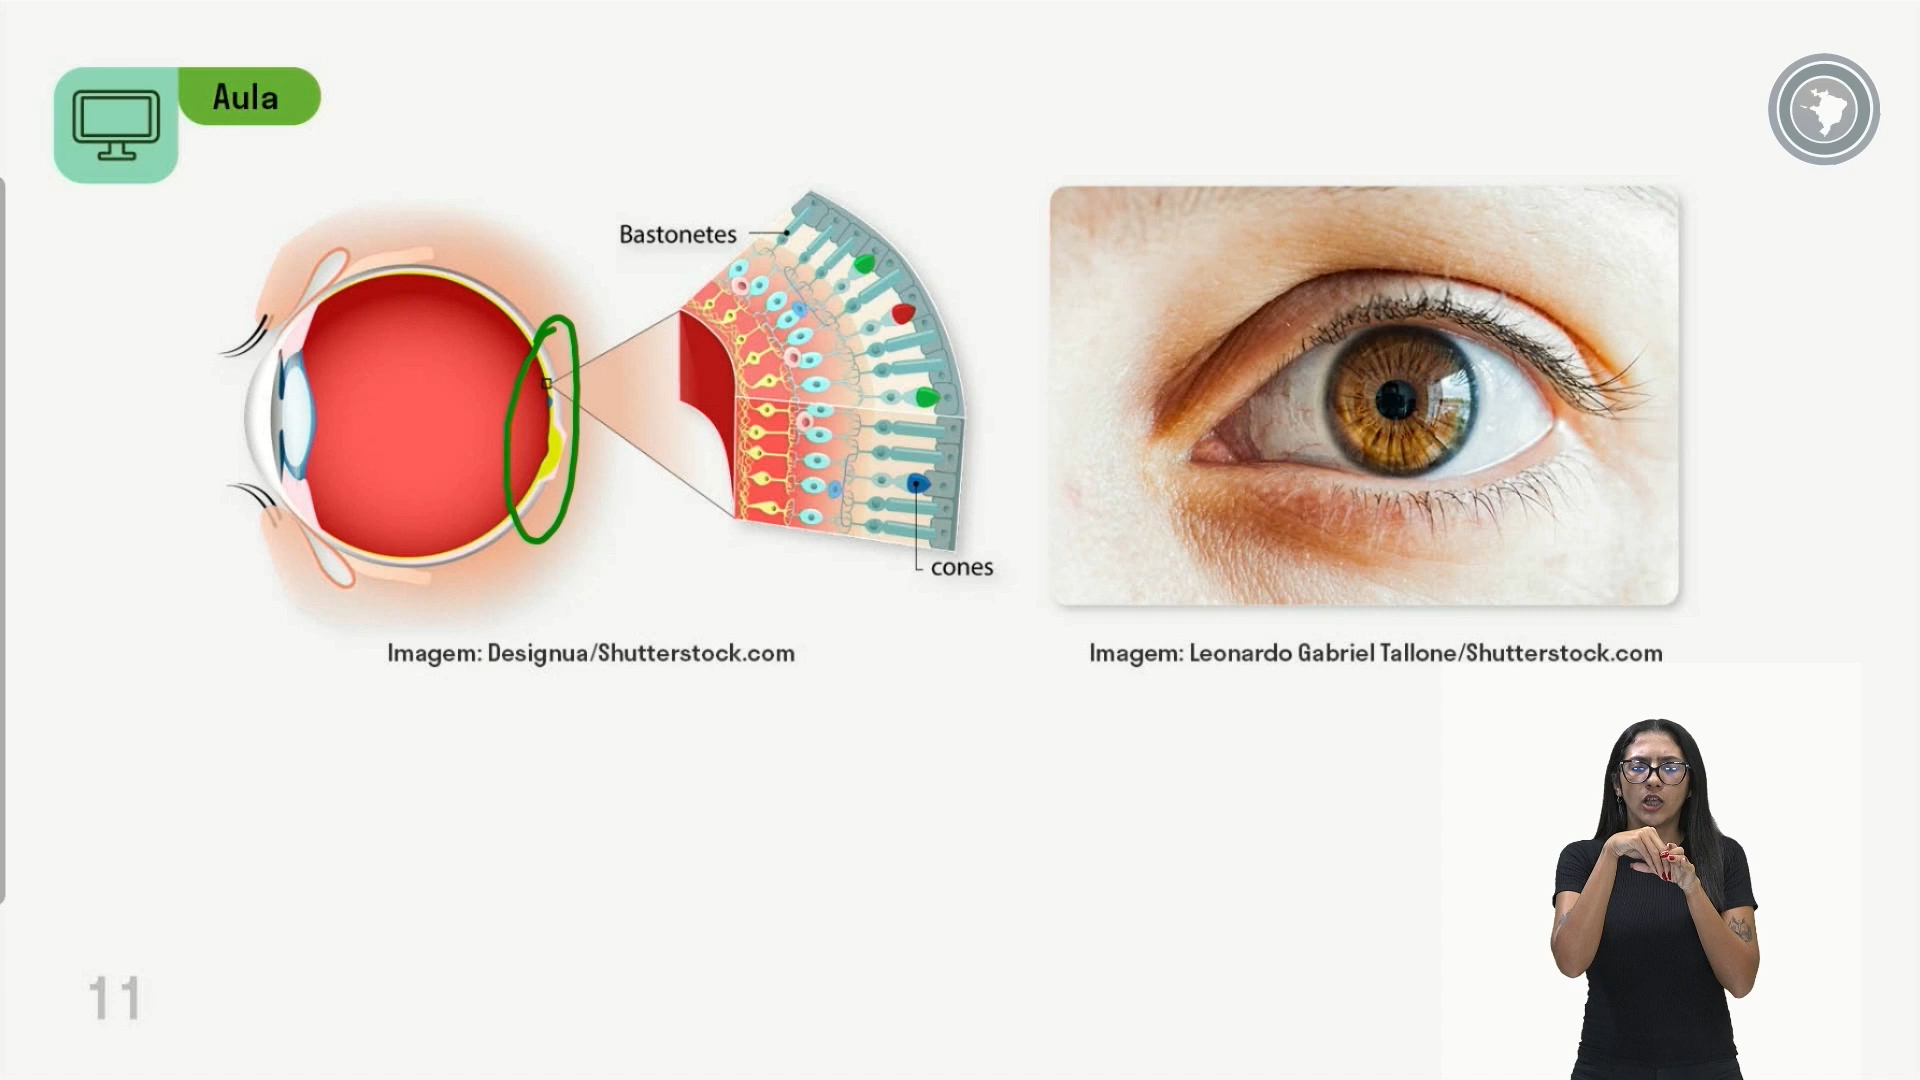 Aula
Bastonetes
cones
Imagem: Designua/Shutterstock.com
Imagem: Leonardo Gabriel Tallone/Shutterstock.com
11